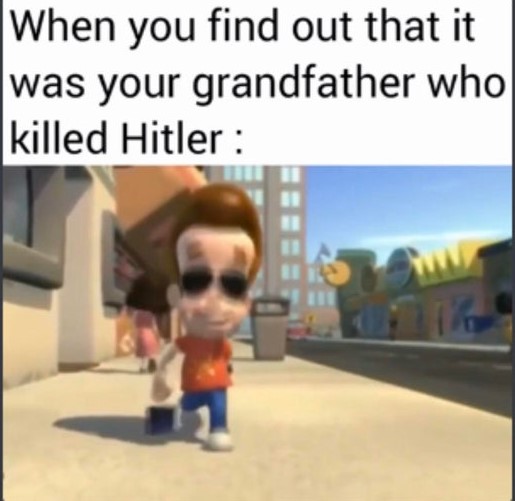 When you find out that it
was your grandfather who
killed Hitler :